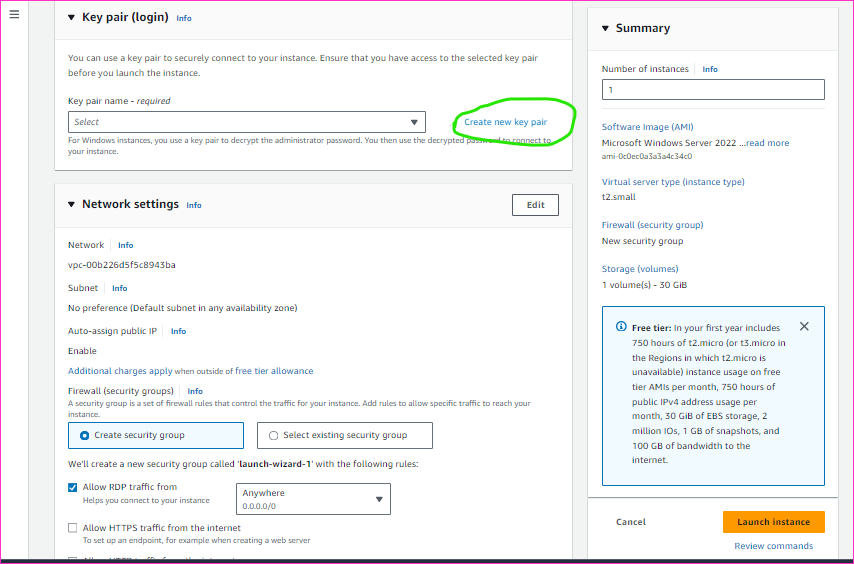 Key pair (login) Info
You can use a key pair to securely connect to your instance. Ensure that you have access to the selected key pair
before you launch the instance.
Key pair name - required
Select
Create new key pair
For Windows instances, you use a key pair to decrypt the administrator password. You then use the decrypted password to connect to
your instance.
Network settings Info
Edit
Network Info
vpc-00b226d5f5c8943ba
Subnet Info
No preference (Default subnet in any availability zone)
Auto-assign public IP Info
Enable
Additional charges apply when outside of free tier allowance
Firewall (security groups) Info
A security group is a set of firewall rules that control the traffic for your instance. Add rules to allow specific traffic to reach your
instance.
Create security group
Select existing security group
We'll create a new security group called 'launch-wizard-1' with the following rules:
Allow RDP traffic from
Helps you connect to your instance
Anywhere
0.0.0.0/0
Allow HTTPS traffic from the internet
To set up an endpoint, for example when creating a web server
Summary
Number of instances Info
1
Software Image (AMI)
Microsoft Windows Server 2022 ...read more
ami-0c0ec0a3a3a4c34c0
Virtual server type (instance type)
t2.small
Firewall (security group)
New security group
Storage (volumes)
1 volume(s) - 30 GiB
Free tier: In your first year includes
750 hours of t2.micro (or t3.micro in
the Regions in which t2.micro is
unavailable) instance usage on free
tier AMIs per month, 750 hours of
public IPv4 address usage per
month, 30 GiB of EBS storage, 2
million IOs, 1 GB of snapshots, and
100 GB of bandwidth to the
internet.
Cancel
Launch instance
Review commands